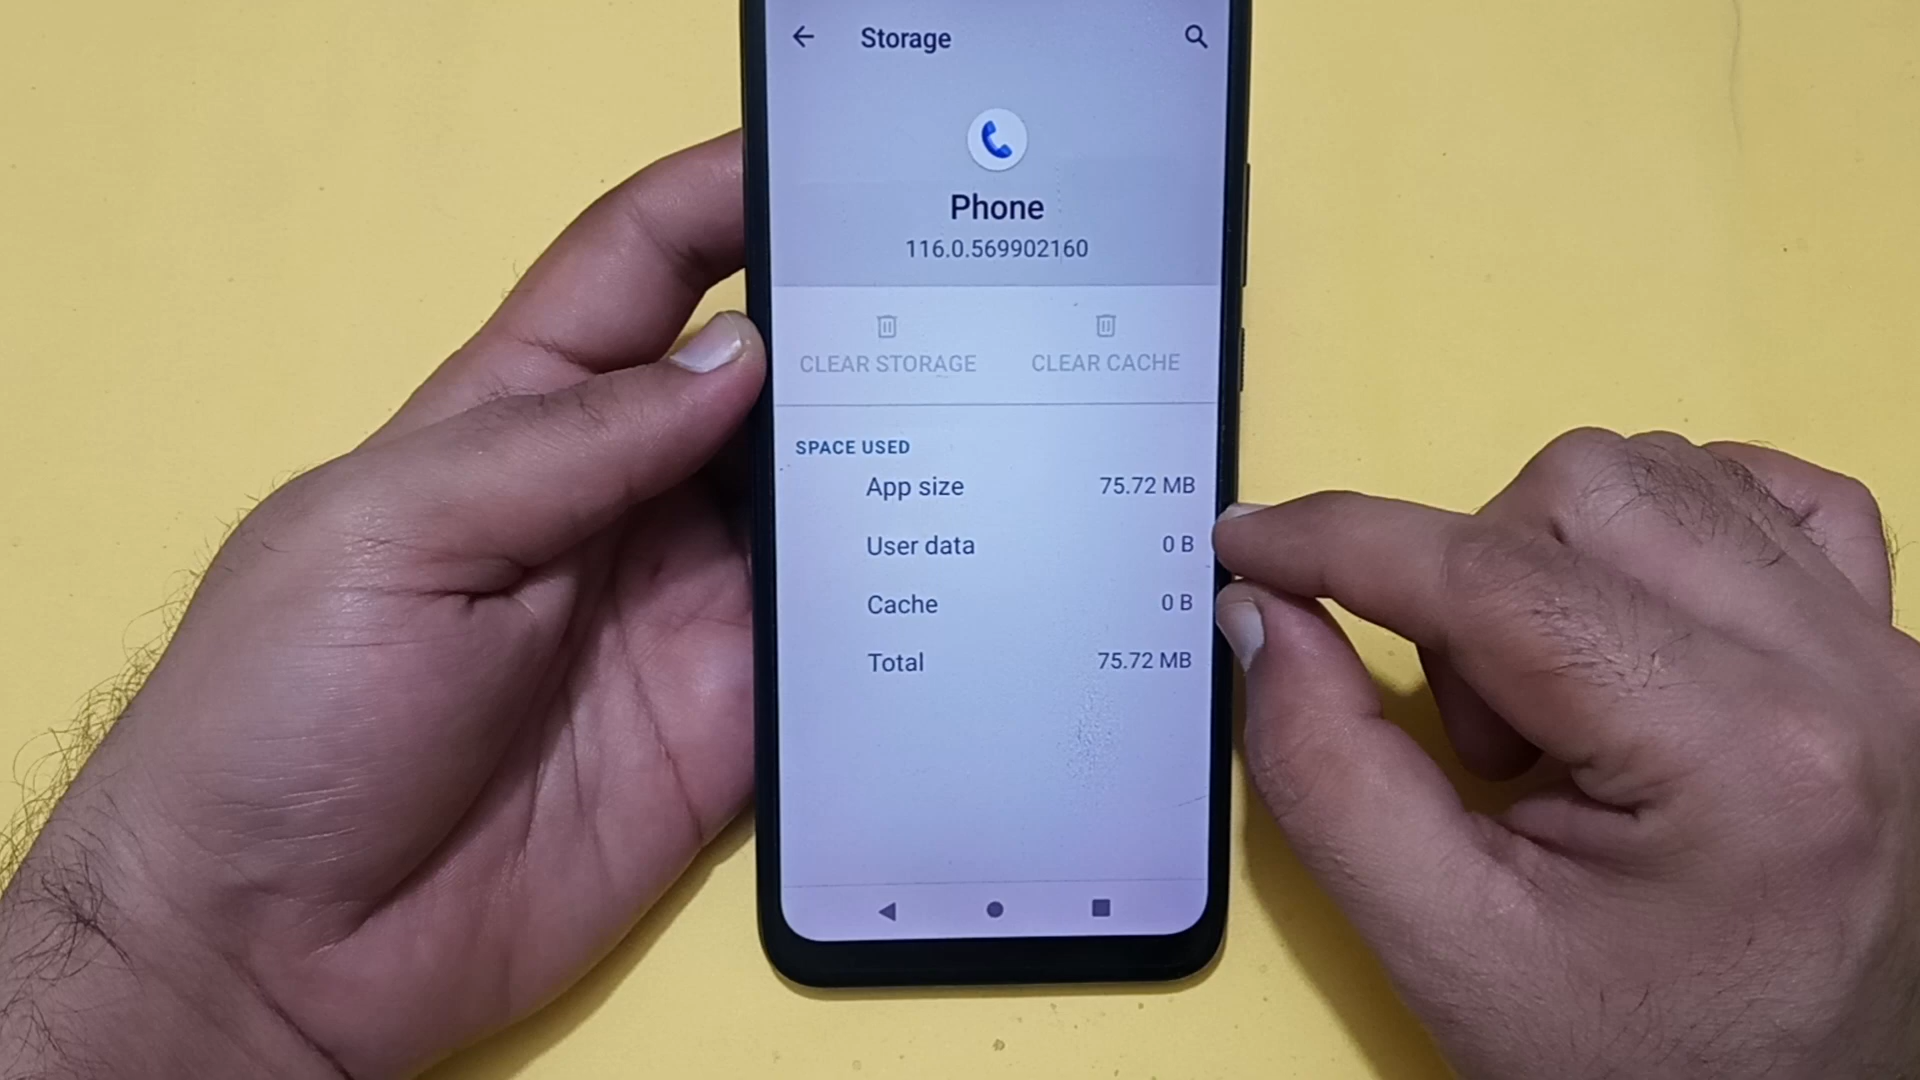 Storage
Phone
116.0.569902160
CLEAR STORAGE CLEAR CACHE
SPACE USED
App size 75.72 MB
User data 0 B
Cache 0 B
Total 75.72 MB